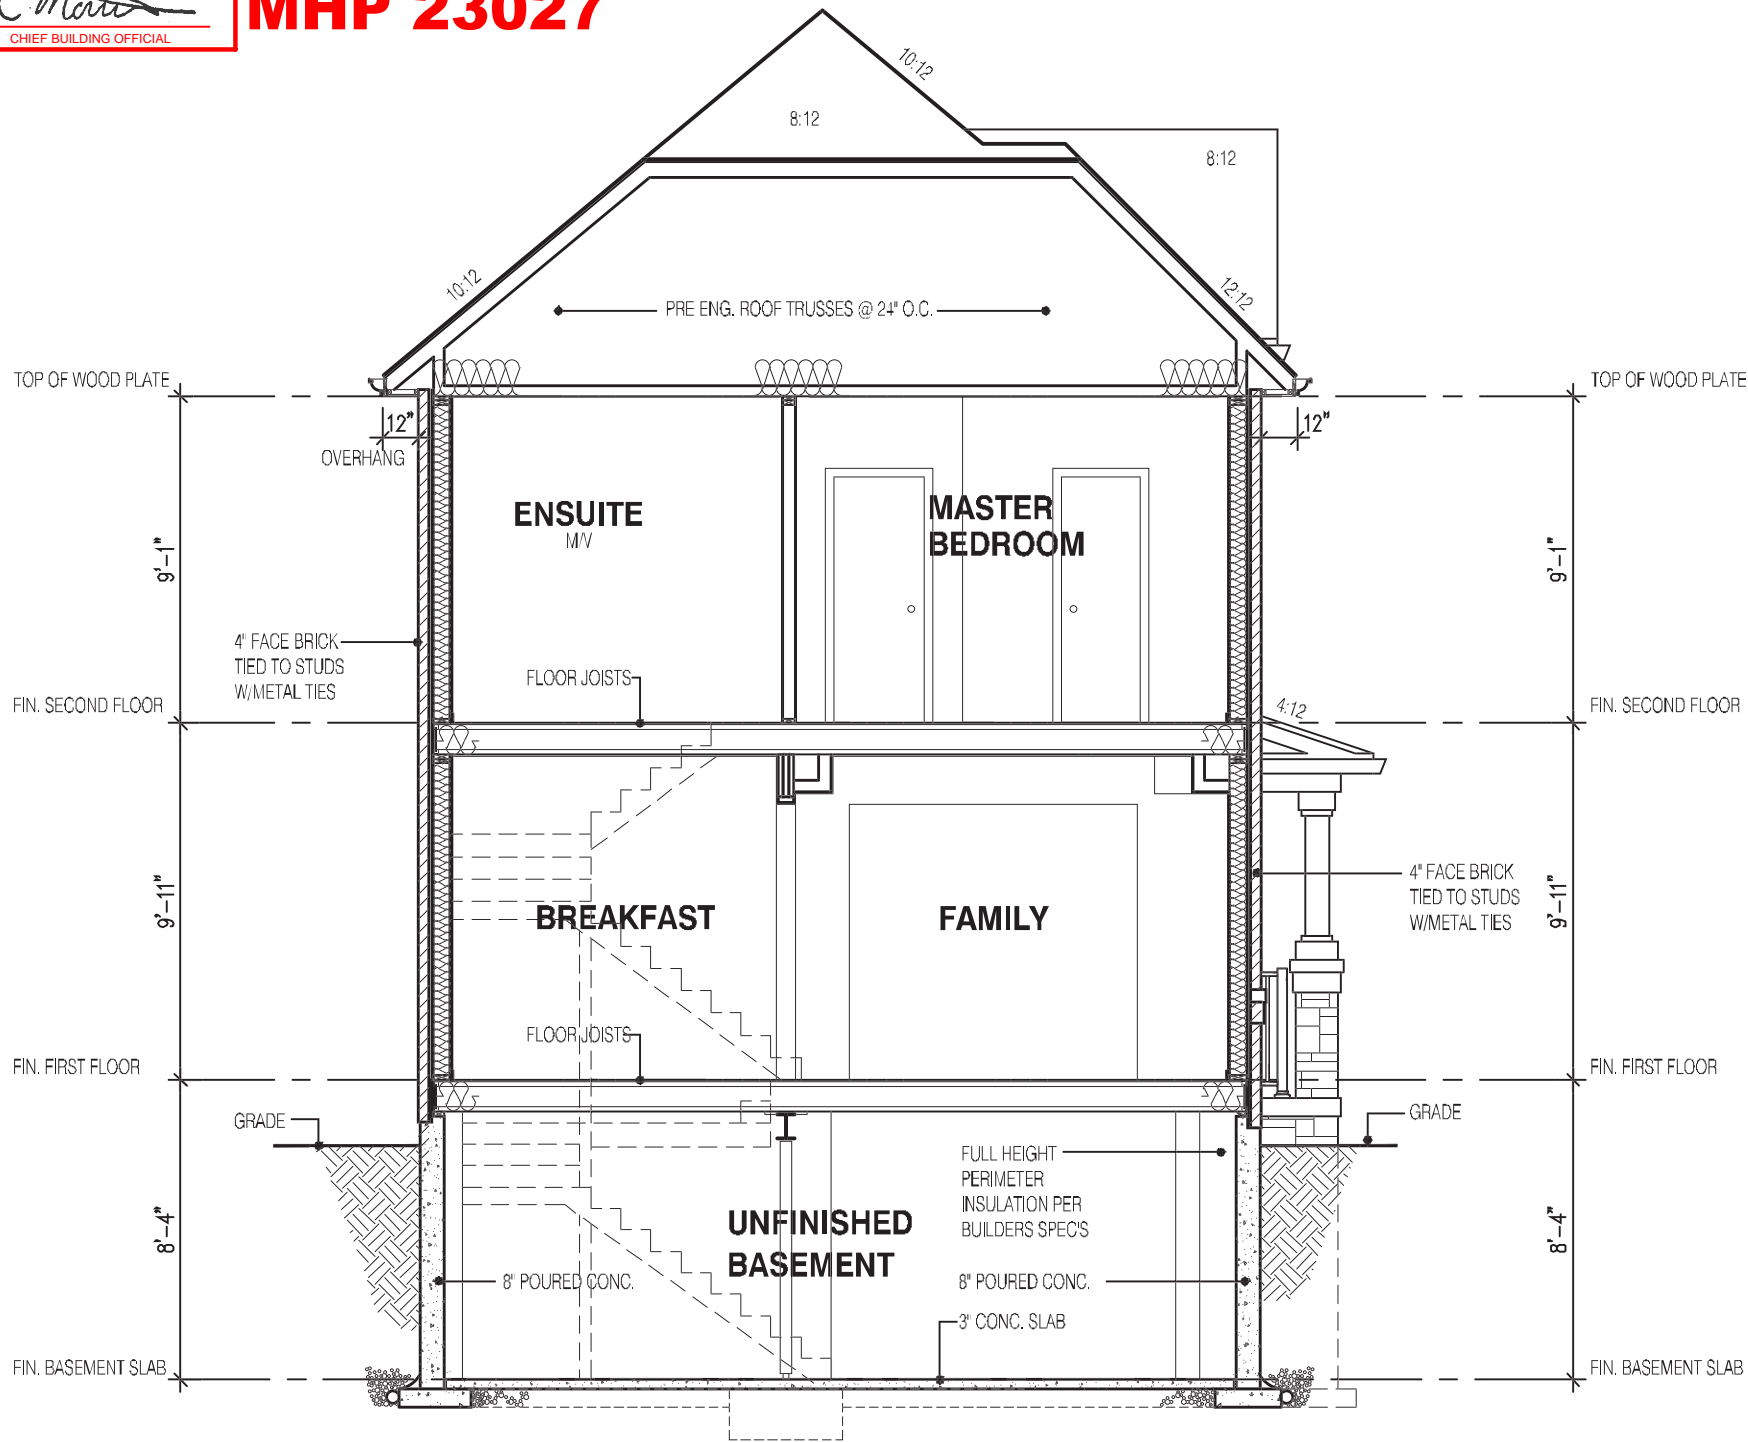 MHP 23027
CHIEF BUILDING OFFICIAL
10:12
8:12
8:12
10:12
12:12
PRE ENG. ROOF TRUSSES @ 24" O.C.
TOP OF WOOD PLATE
TOP OF WOOD PLATE
12"
12"
OVERHANG
ENSUITE
M/V
MASTER
BEDROOM
9'-1"
9'-1"
4" FACE BRICK
TIED TO STUDS
W/METAL TIES
FLOOR JOISTS
FIN. SECOND FLOOR
FIN. SECOND FLOOR
4:12
9'-11"
9'-11"
4" FACE BRICK
TIED TO STUDS
W/METAL TIES
BREAKFAST
FAMILY
FLOOR JOISTS
FIN. FIRST FLOOR
FIN. FIRST FLOOR
GRADE
GRADE
FULL HEIGHT
PERIMETER
INSULATION PER
BUILDERS SPEC'S
UNFINISHED
BASEMENT
8'-4"
8'-4"
8" POURED CONC.
8" POURED CONC.
3" CONC. SLAB
FIN. BASEMENT SLAB
FIN. BASEMENT SLAB